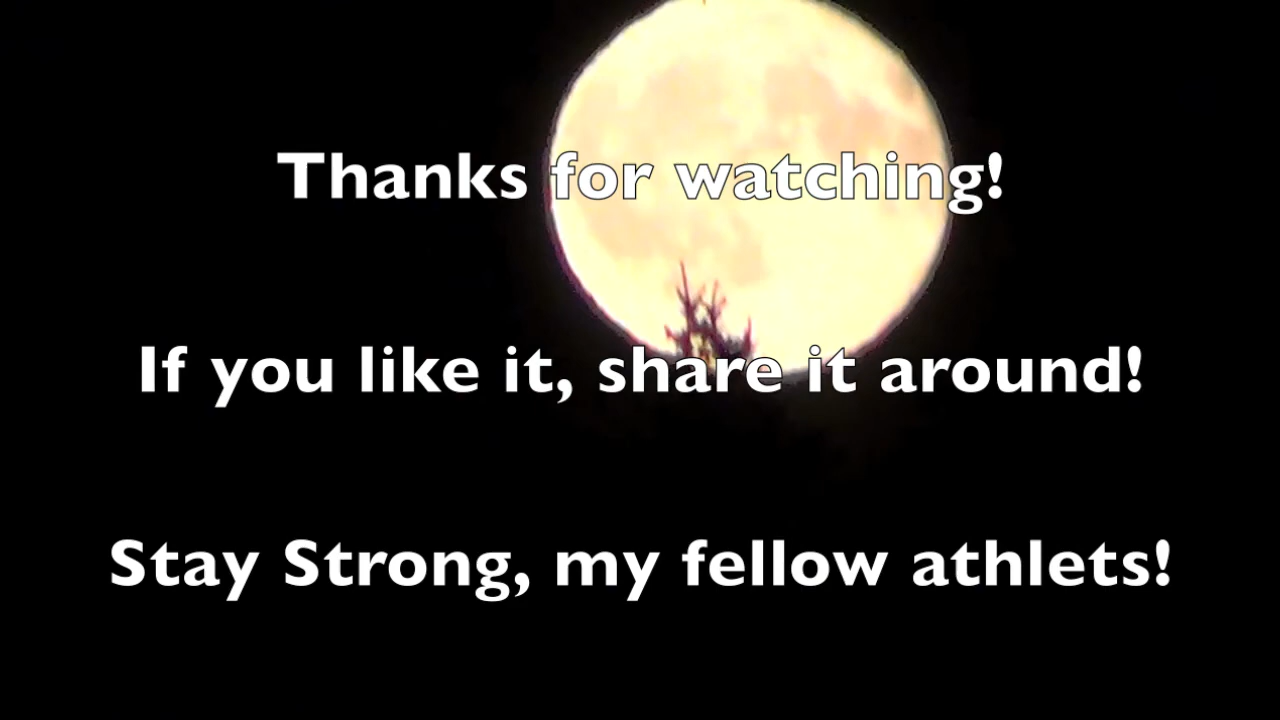 Thanks for watching!
If you like it, share it around!
Stay Strong, my fellow athlets!